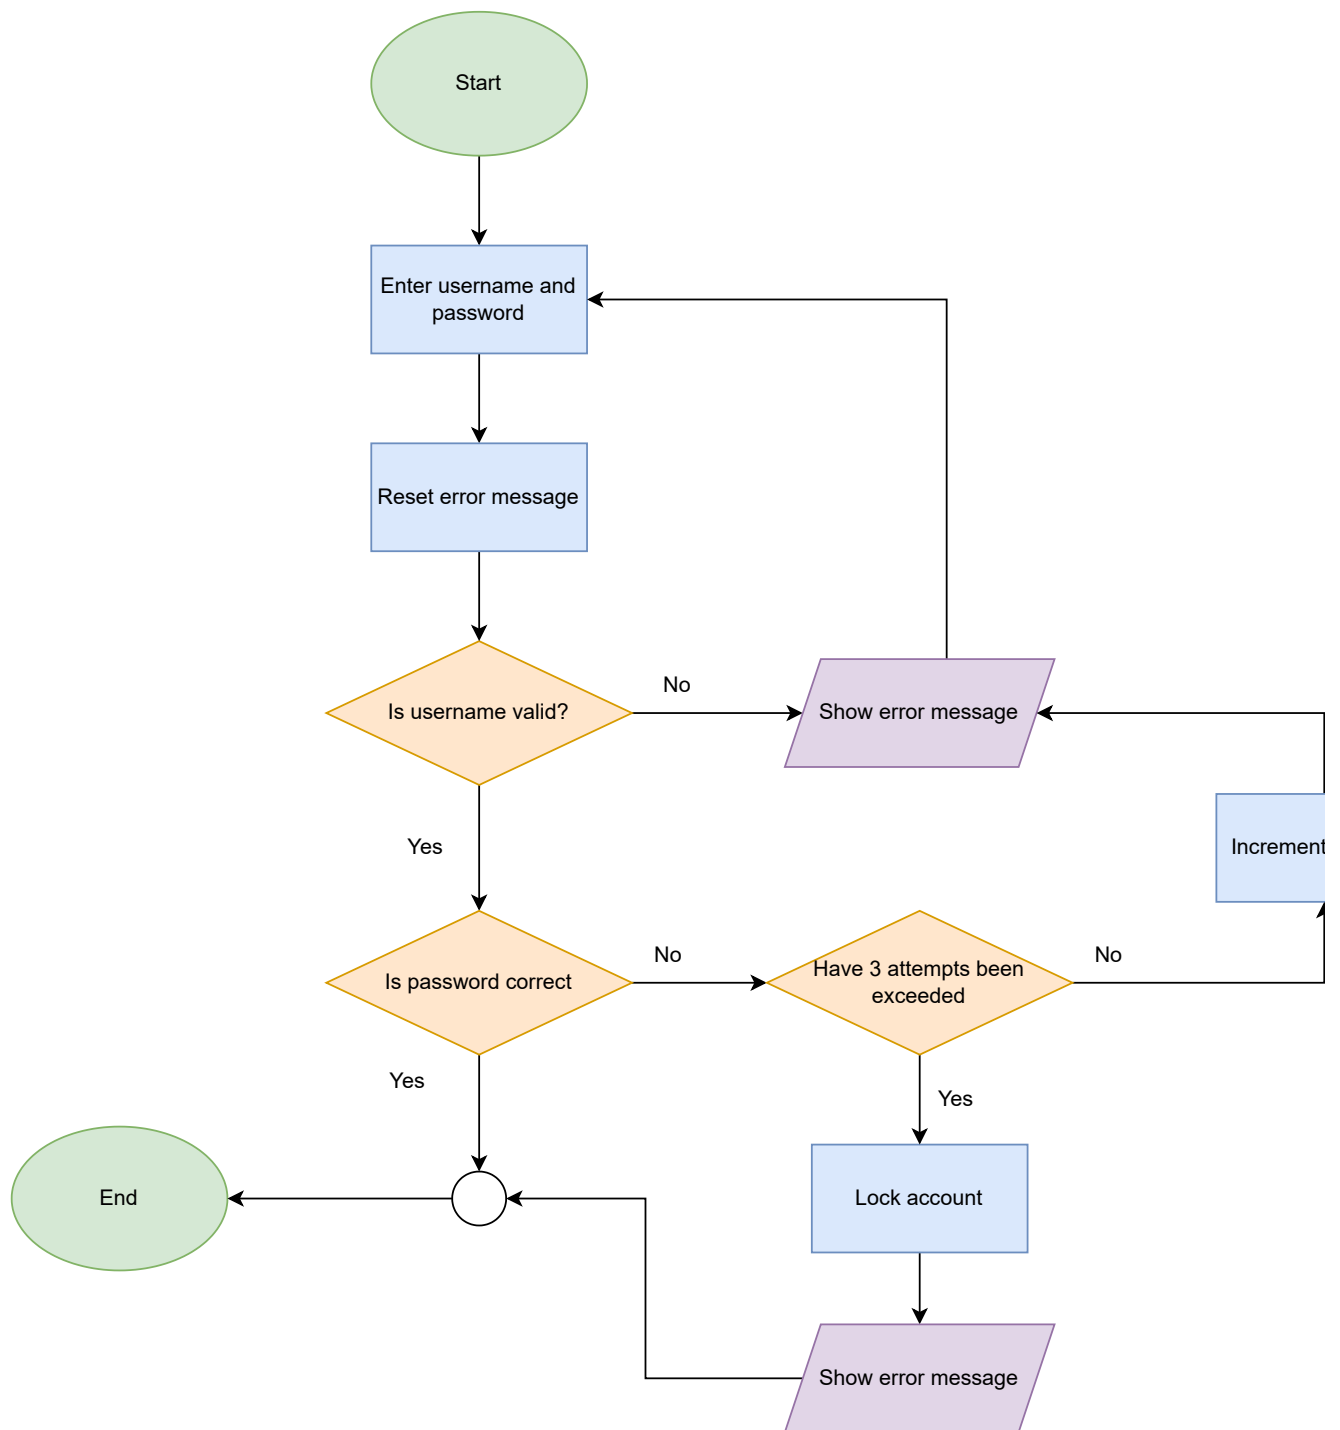 Start
Enter username and
password
Reset error message
Is username valid?
No
Show error message
Yes
Increment
Is password correct
No
Have 3 attempts been
exceeded
No
Yes
Yes
End
Lock account
Show error message